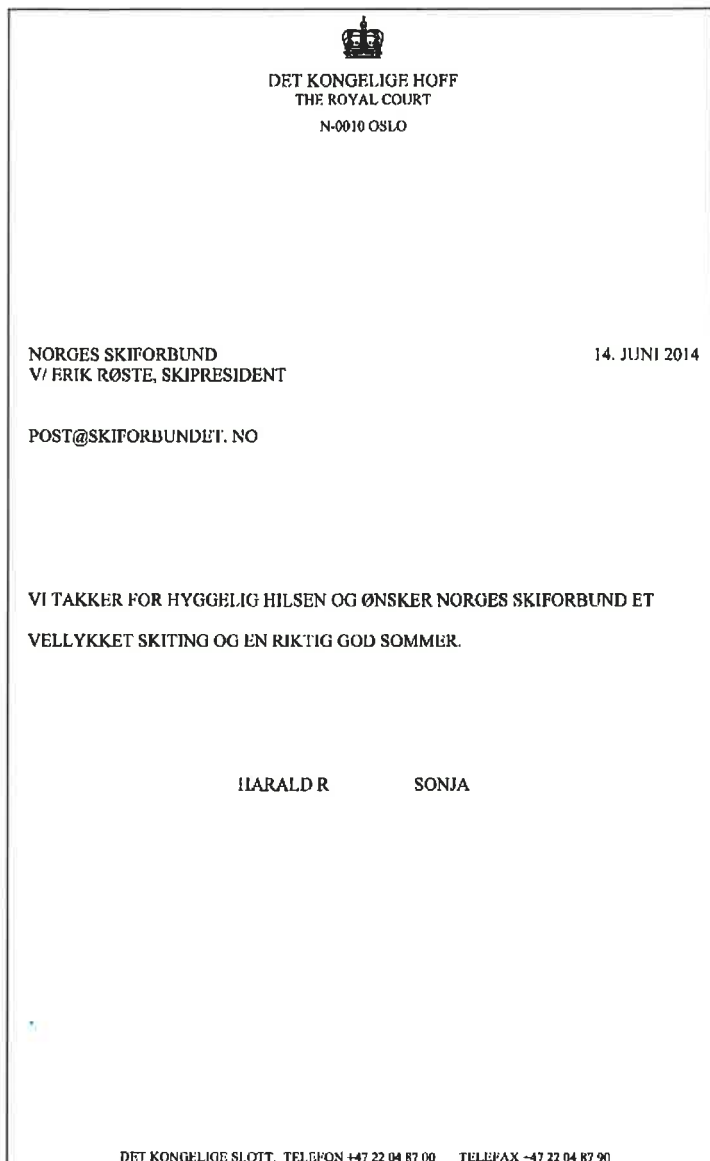 DET KONGELIGE HOFF
THE ROYAL COURT
N-0010 OSLO
NORGES SKIFORBUND 14. JUNI 2014
V/ ERIK RØSTE, SKIPRESIDENT
POST@SKIFORBUNDET. NO
VI TAKKER FOR HYGGELIG HILSEN OG ØNSKER NORGES SKIFORBUND ET
VELLYKKET SKITING OG EN RIKTIG GOD SOMMER.
HARALD R SONJA
DET KONGELIGE SLOTT, TELEFON +47 22 04 87 00 TELEFAX +47 22 04 87 90